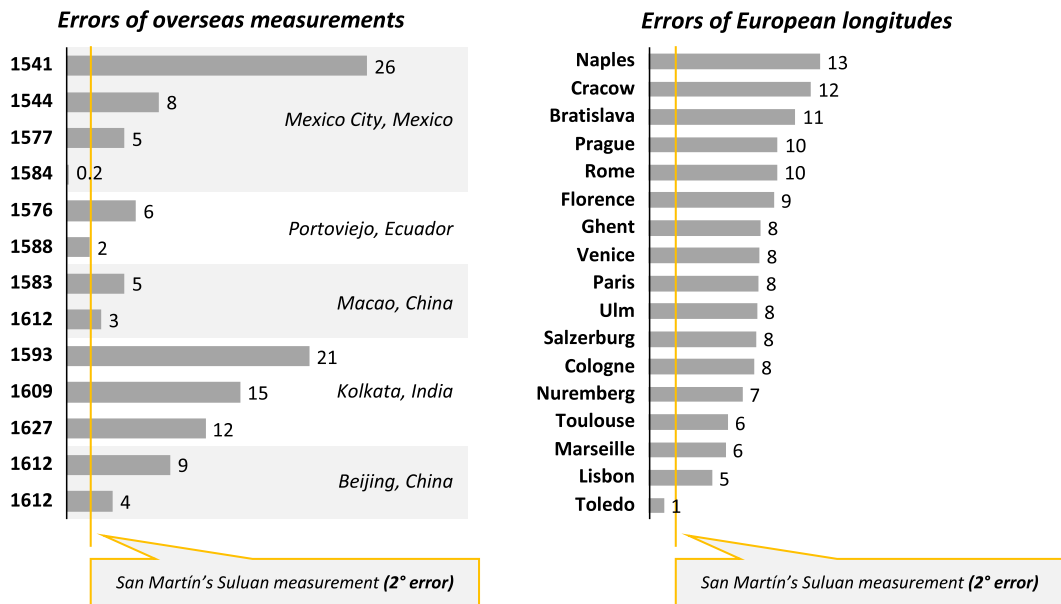 Errors of overseas measurements
1541 26
1544 8
Mexico City, Mexico
1577 5
1584 0.2
1576 6
Portoviejo, Ecuador
1588 2
1583 5
Macao, China
1612 3
1593 21
1609 15 Kolkata, India
1627 12
1612 9
Beijing, China
1612 4
San Martín's Suluan measurement (2° error)
Errors of European longitudes
Naples 13
Cracow 12
Bratislava 11
Prague 10
Rome 10
Florence 9
Ghent 8
Venice 8
Paris 8
Ulm 8
Salzerburg 8
Cologne 8
Nuremberg 7
Toulouse 6
Marseille 6
Lisbon 5
Toledo 1
San Martín's Suluan measurement (2° error)